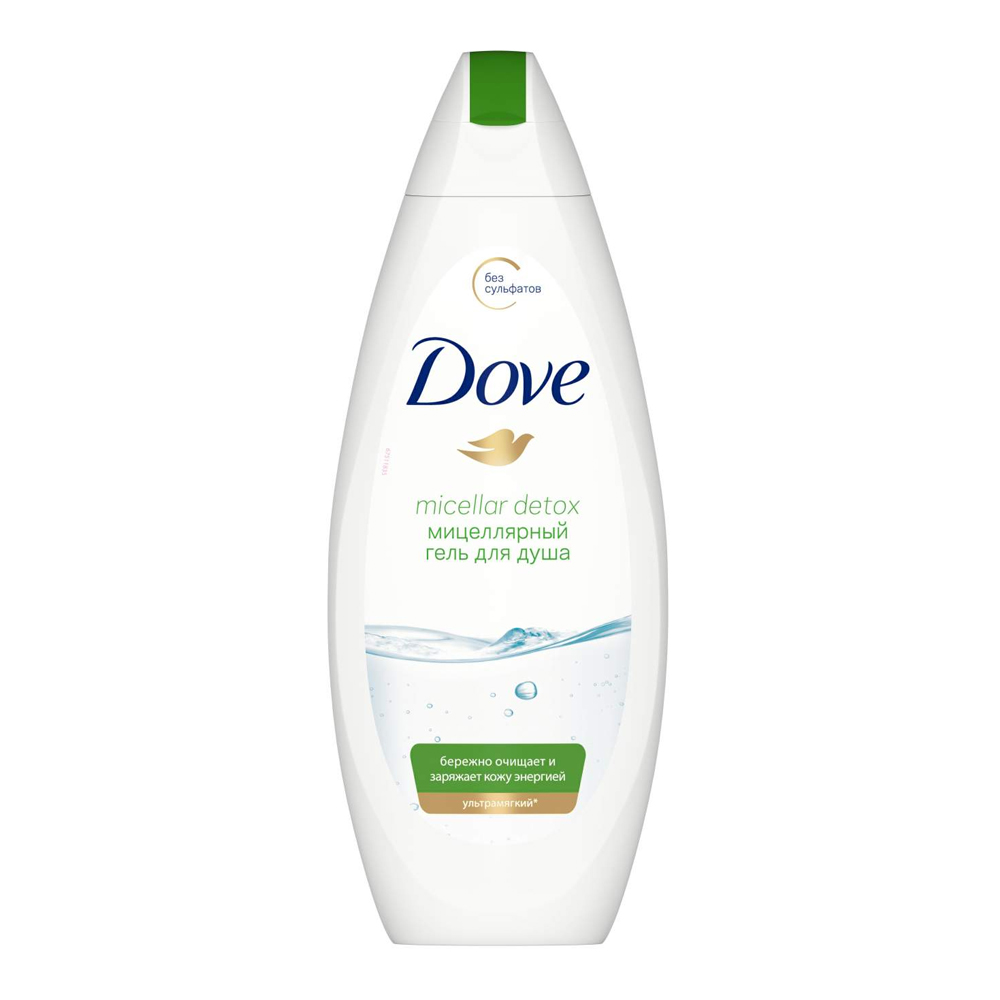 без
сульфатов
Dove
micellar detox
мицеллярный
гель для душа
бережно очищает и
заряжает кожу энергией
ультрамягкий*